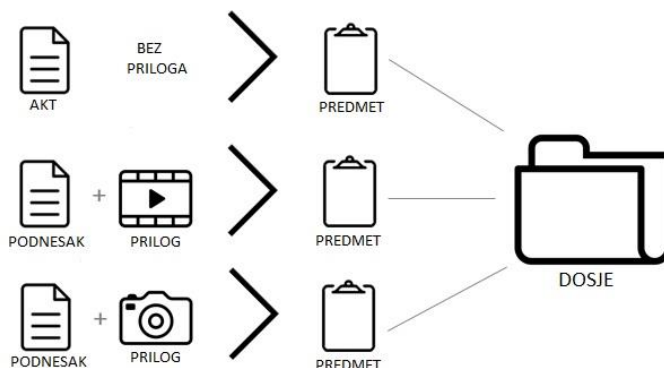 BEZ
PRILOGA
AKT
PREDMET
+
PODNESAK
PRILOG
PREDMET
DOSJE
+
PODNESAK
PRILOG
PREDMET